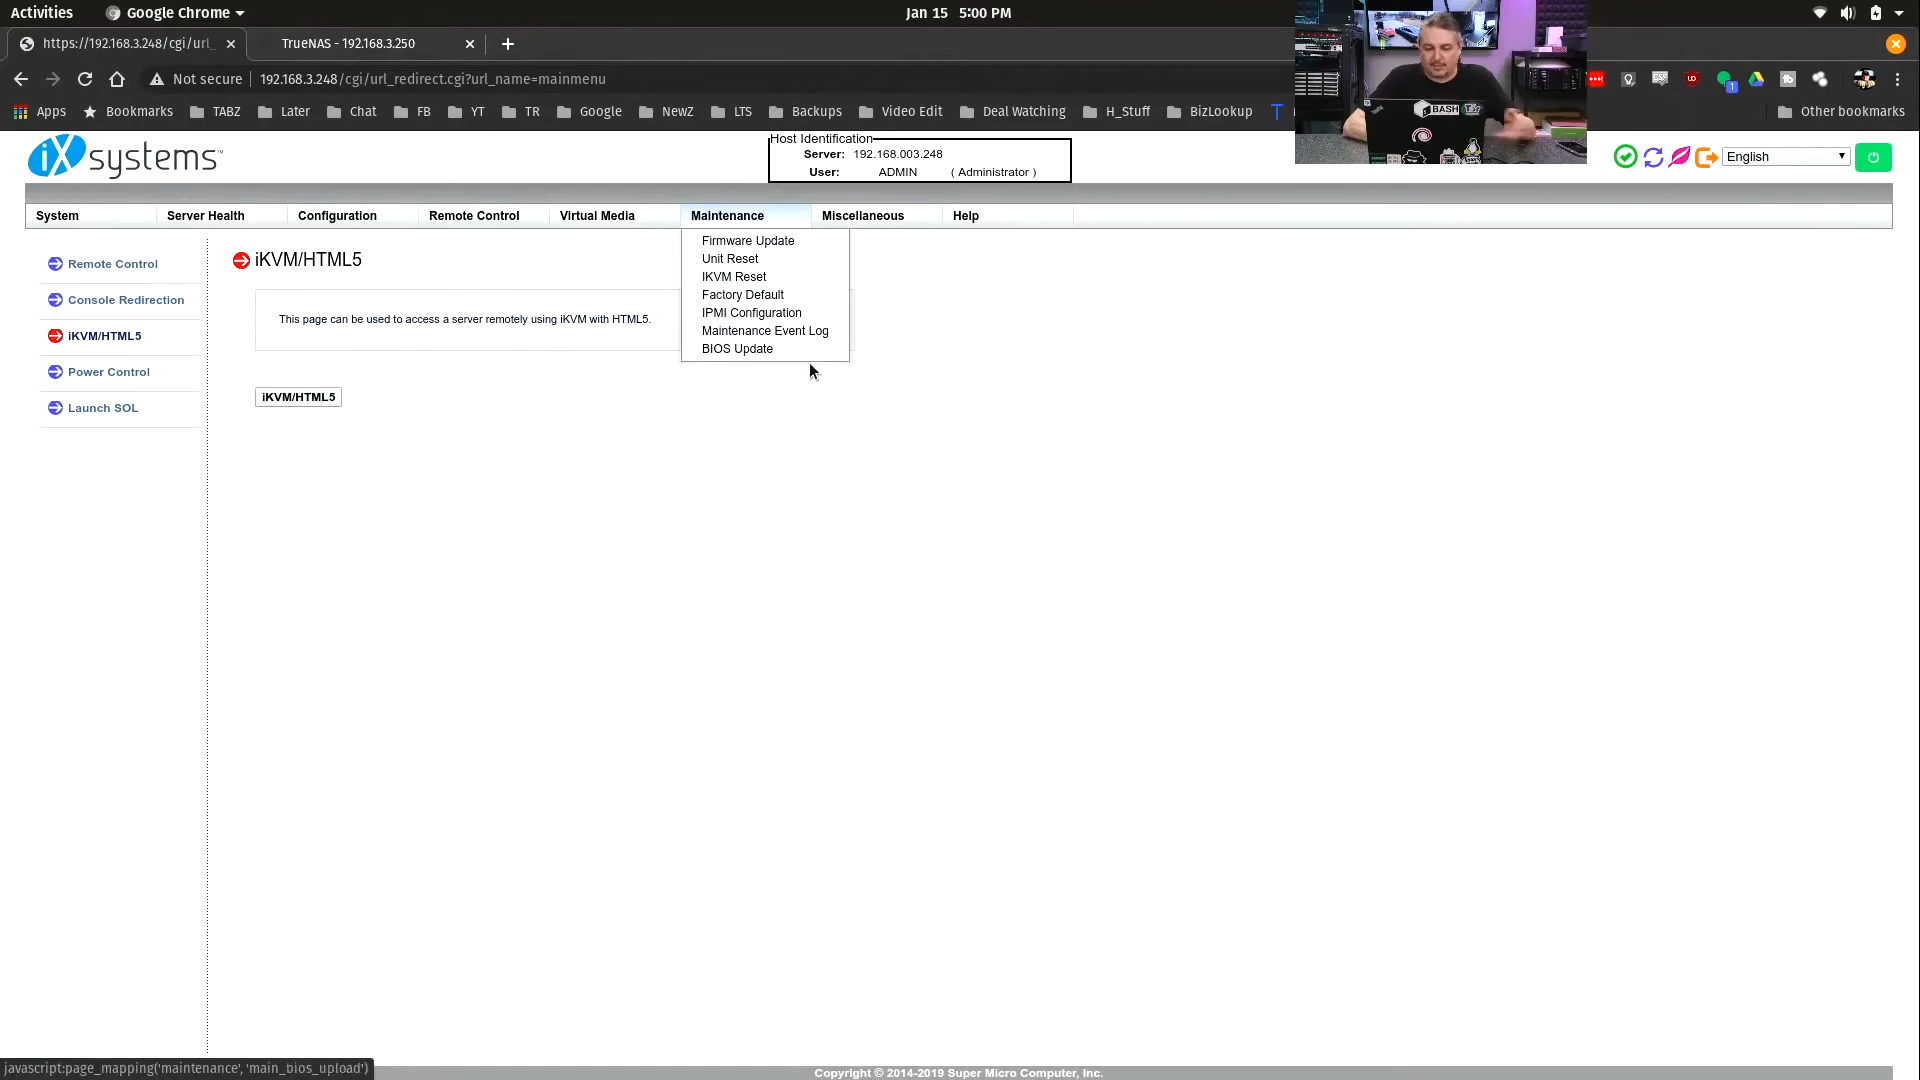 Activities
Google Chrome
Jan 15 5:00 PM
https://192.168.3.248/cgi/url_
TrueNAS - 192.168.3.250
Not secure
192.168.3.248/cgi/url_redirect.cgi?url_name=mainmenu
Apps
Bookmarks
TABZ
Later
Chat
FB
YT
TR
Google
NewZ
LTS
Backups
Video Edit
Deal Watching
H_Stuff
BizLookup
Other bookmarks
BASH
iXsystems™
Host Identification
Server: 192.168.003.248
User: ADMIN ( Administrator )
English
System
Server Health
Configuration
Remote Control
Virtual Media
Maintenance
Miscellaneous
Help
Firmware Update
Unit Reset
IKVM Reset
Factory Default
IPMI Configuration
Maintenance Event Log
BIOS Update
Remote Control
Console Redirection
iKVM/HTML5
Power Control
Launch SOL
iKVM/HTML5
This page can be used to access a server remotely using iKVM with HTML5.
iKVM/HTML5
javascript:page_mapping('maintenance', 'main_bios_upload')
Copyright © 2014-2019 Super Micro Computer, Inc.